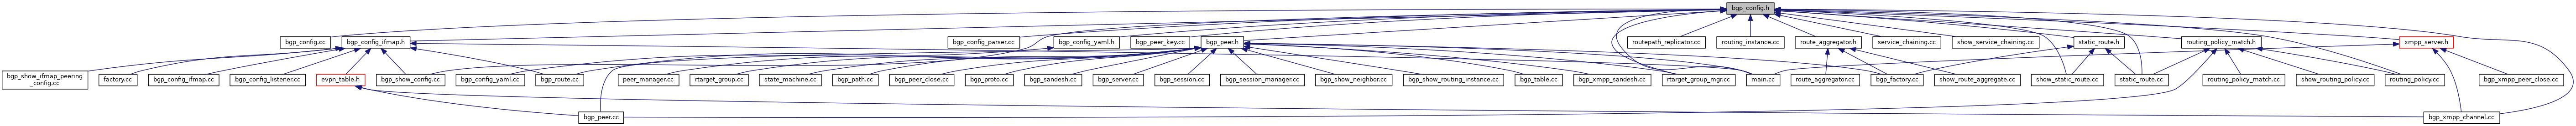 bgp_config.h
bgp_config.cc
bgp_config_ifmap.h
bgp_config_parser.cc
bgp_config_yaml.h
bgp_peer_key.cc
bgp_peer.h
routepath_replicator.cc
routing_instance.cc
route_aggregator.h
service_chaining.cc
show_service_chaining.cc
static_route.h
routing_policy_match.h
xmpp_server.h
bgp_show_ifmap_peering
_config.cc
factory.cc
bgp_config_ifmap.cc
bgp_config_listener.cc
evpn_table.h
bgp_show_config.cc
bgp_config_yaml.cc
bgp_route.cc
peer_manager.cc
rtarget_group.cc
state_machine.cc
bgp_path.cc
bgp_peer_close.cc
bgp_proto.cc
bgp_sandesh.cc
bgp_server.cc
bgp_session.cc
bgp_session_manager.cc
bgp_show_neighbor.cc
bgp_show_routing_instance.cc
bgp_table.cc
bgp_xmpp_sandesh.cc
rtarget_group_mgr.cc
main.cc
route_aggregator.cc
bgp_factory.cc
show_route_aggregate.cc
show_static_route.cc
static_route.cc
routing_policy_match.cc
show_routing_policy.cc
routing_policy.cc
bgp_xmpp_peer_close.cc
bgp_peer.cc
bgp_xmpp_channel.cc